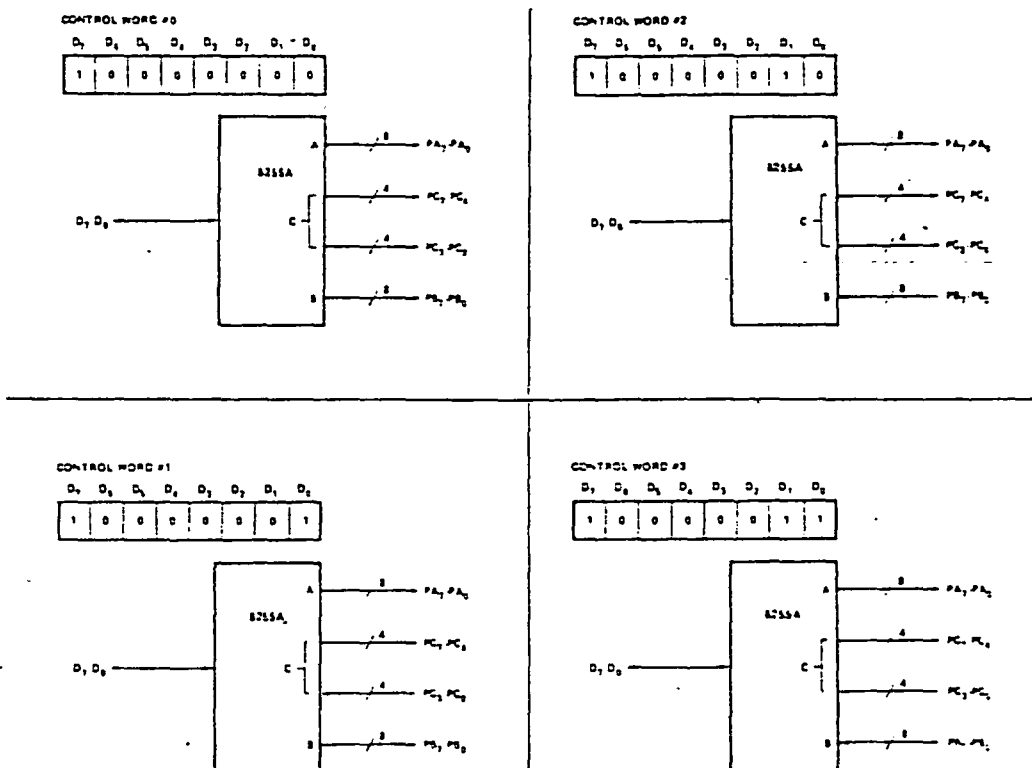 CONTROL WORD #0
D7 D6 D5 D4 D3 D2 D1 D0
1 0 0 0 0 0 0 0
8255A
A
8
PA7-PA0
4
PC7-PC4
D7-D0
C
4
PC3-PC0
B
8
PB7-PB0
CONTROL WORD #2
D7 D6 D5 D4 D3 D2 D1 D0
1 0 0 0 0 0 1 0
8255A
A
8
PA7-PA0
4
PC7-PC4
D7-D0
C
4
PC3-PC0
B
8
PB7-PB0
CONTROL WORD #1
D7 D6 D5 D4 D3 D2 D1 D0
1 0 0 0 0 0 0 1
8255A
A
8
PA7-PA0
4
PC7-PC4
D7-D0
C
4
PC3-PC0
B
8
PB7-PB0
CONTROL WORD #3
D7 D6 D5 D4 D3 D2 D1 D0
1 0 0 0 0 0 1 1
8255A
A
8
PA7-PA0
4
PC7-PC4
D7-D0
C
4
PC3-PC0
B
8